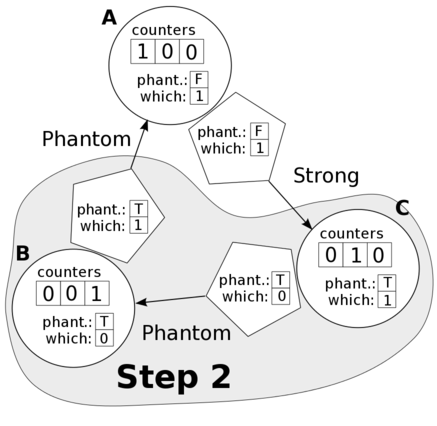 A
counters
1 0 0
phant.: F
which: 1
phant.: F
which: 1
Phantom
Strong
phant.: T
which: 1
C
counters
0 1 0
phant.: T
which: 1
B
counters
0 0 1
phant.: T
which: 0
phant.: T
which: 0
Phantom
Step 2